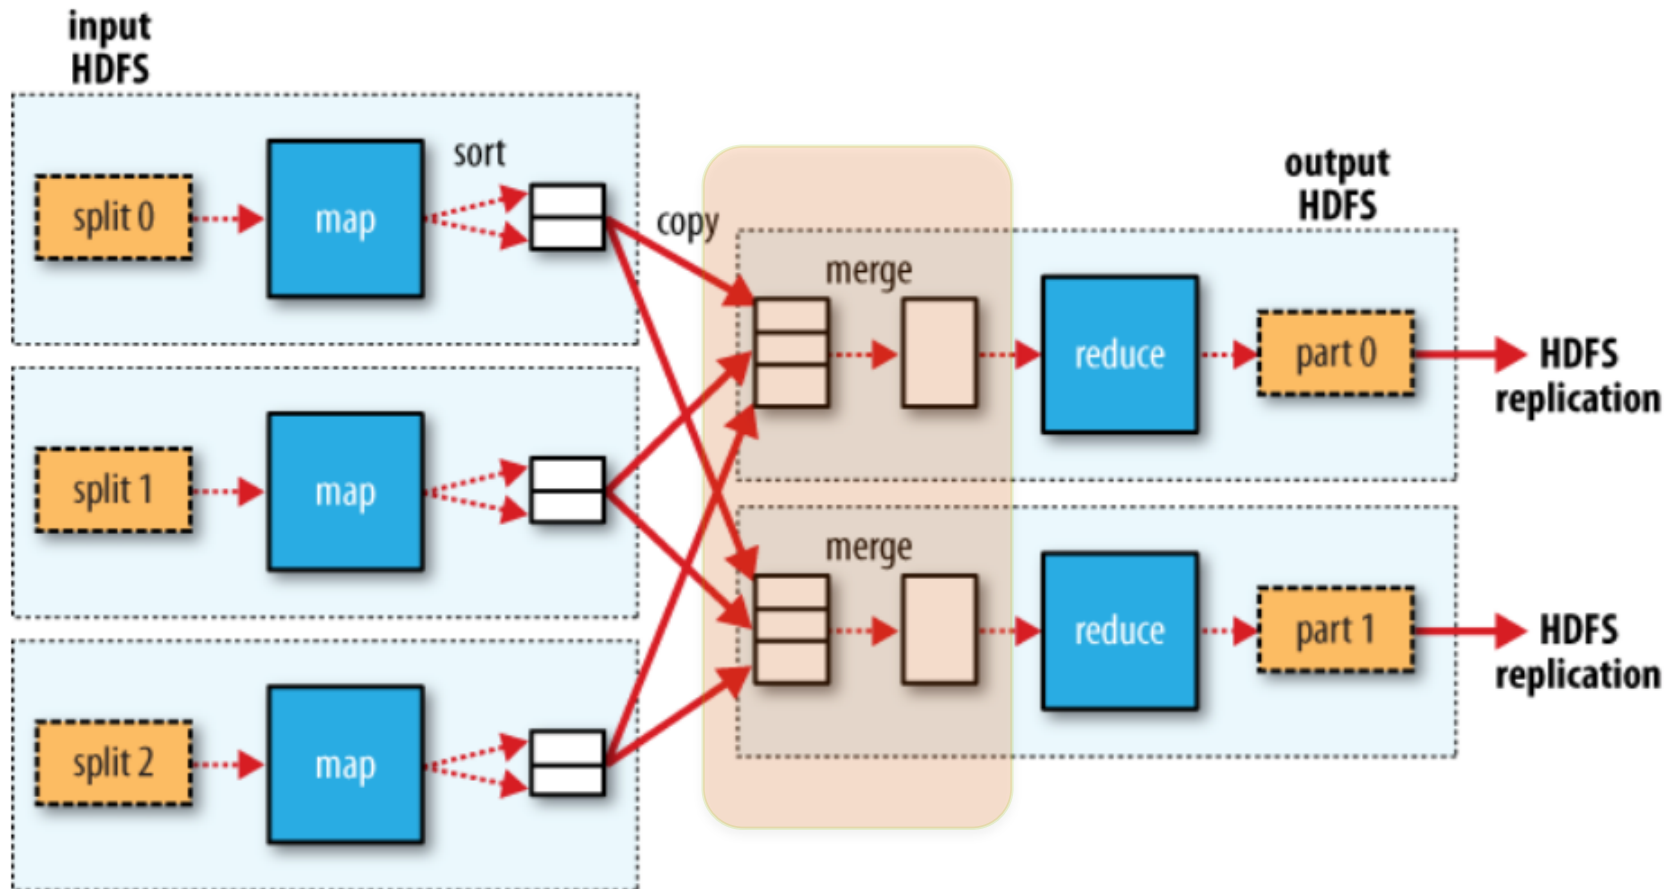 input
HDFS
split 0
map
sort
copy
split 1
map
split 2
map
merge
output
HDFS
reduce
part 0
HDFS
replication
merge
reduce
part 1
HDFS
replication